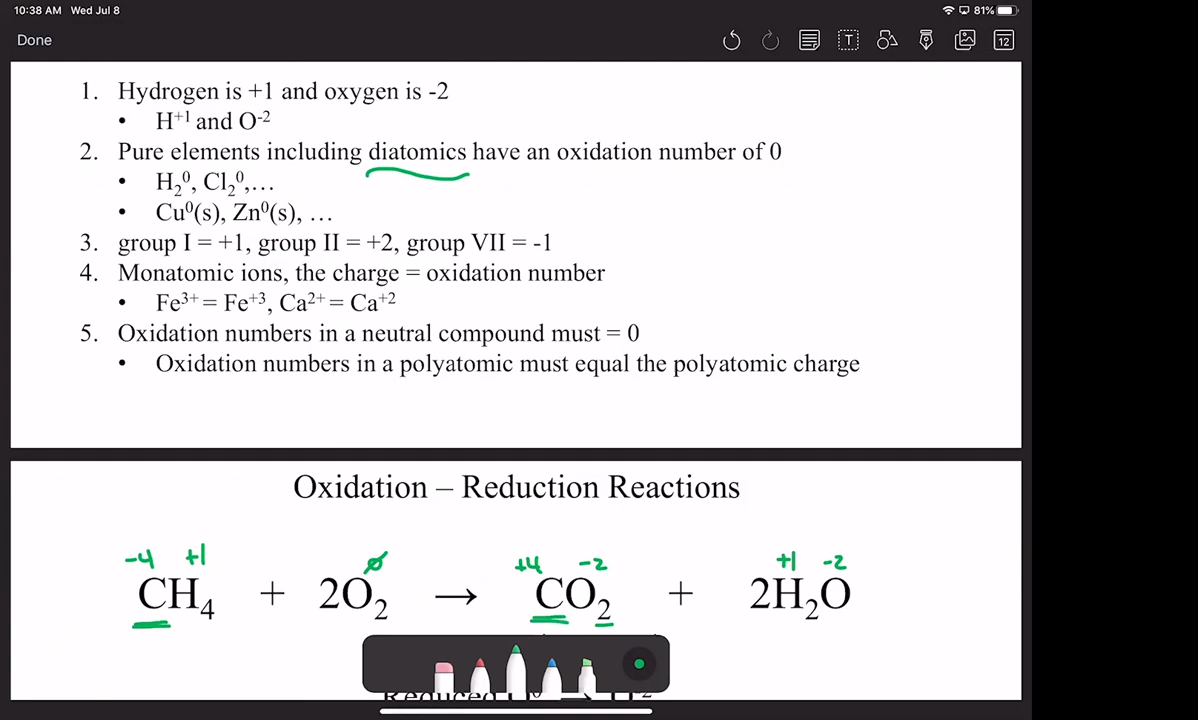 10:38 AM Wed Jul 8
81%
Done
T
12
1. Hydrogen is +1 and oxygen is -2
• H⁺¹ and O⁻²
2. Pure elements including diatomics have an oxidation number of 0
• H₂⁰, Cl₂⁰,…
• Cu⁰(s), Zn⁰(s), …
3. group I = +1, group II = +2, group VII = -1
4. Monatomic ions, the charge = oxidation number
• Fe³⁺ = Fe⁺³, Ca²⁺ = Ca⁺²
5. Oxidation numbers in a neutral compound must = 0
• Oxidation numbers in a polyatomic must equal the polyatomic charge
Oxidation – Reduction Reactions
-4 +1 0 +4 -2 +1 -2
CH₄ + 2O₂ → CO₂ + 2H₂O
Reduced